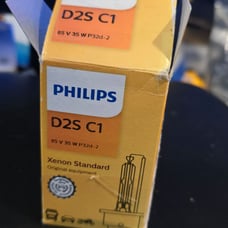 D2S C1
85 V 35 W P32d-2
PHILIPS
D2S C1
85 V 35 W P32d-2
Xenon Standard
Original equipment